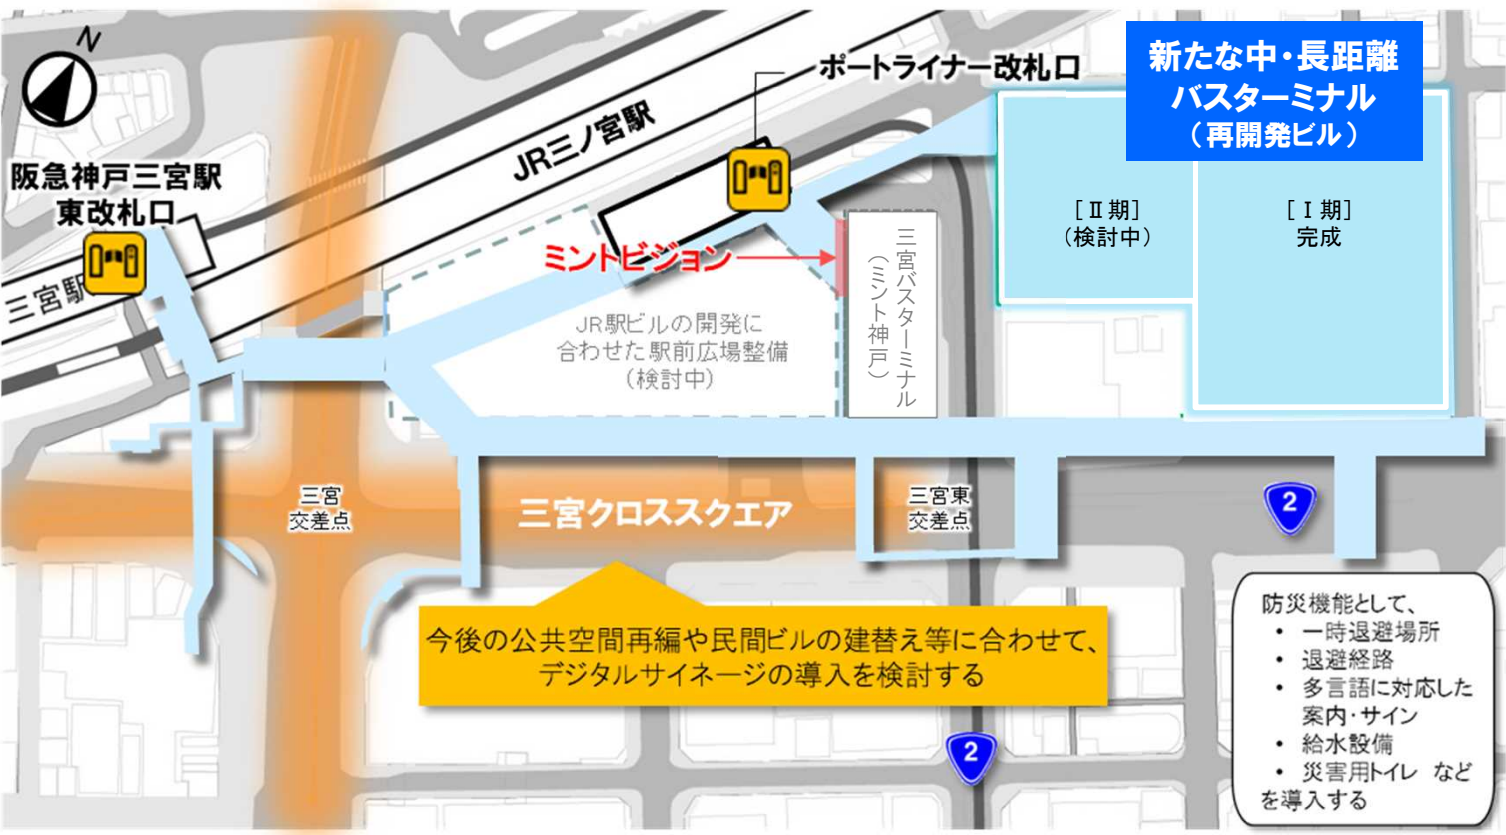 N
新たな中・長距離
バスターミナル
(再開発ビル)
ポートライナー改札口
JR三ノ宮駅
阪急神戸三宮駅
東改札口
三宮駅
[Ⅱ期]
(検討中)
[Ⅰ期]
完成
ミントビジョン
三宮バスターミナル
(ミント神戸)
JR駅ビルの開発に
合わせた駅前広場整備
(検討中)
三宮
交差点
三宮クロススクエア
三宮東
交差点
2
今後の公共空間再編や民間ビルの建替え等に合わせて、
デジタルサイネージの導入を検討する
2
防災機能として、
・ 一時退避場所
・ 退避経路
・ 多言語に対応した
案内・サイン
・ 給水設備
・ 災害用トイレ など
を導入する